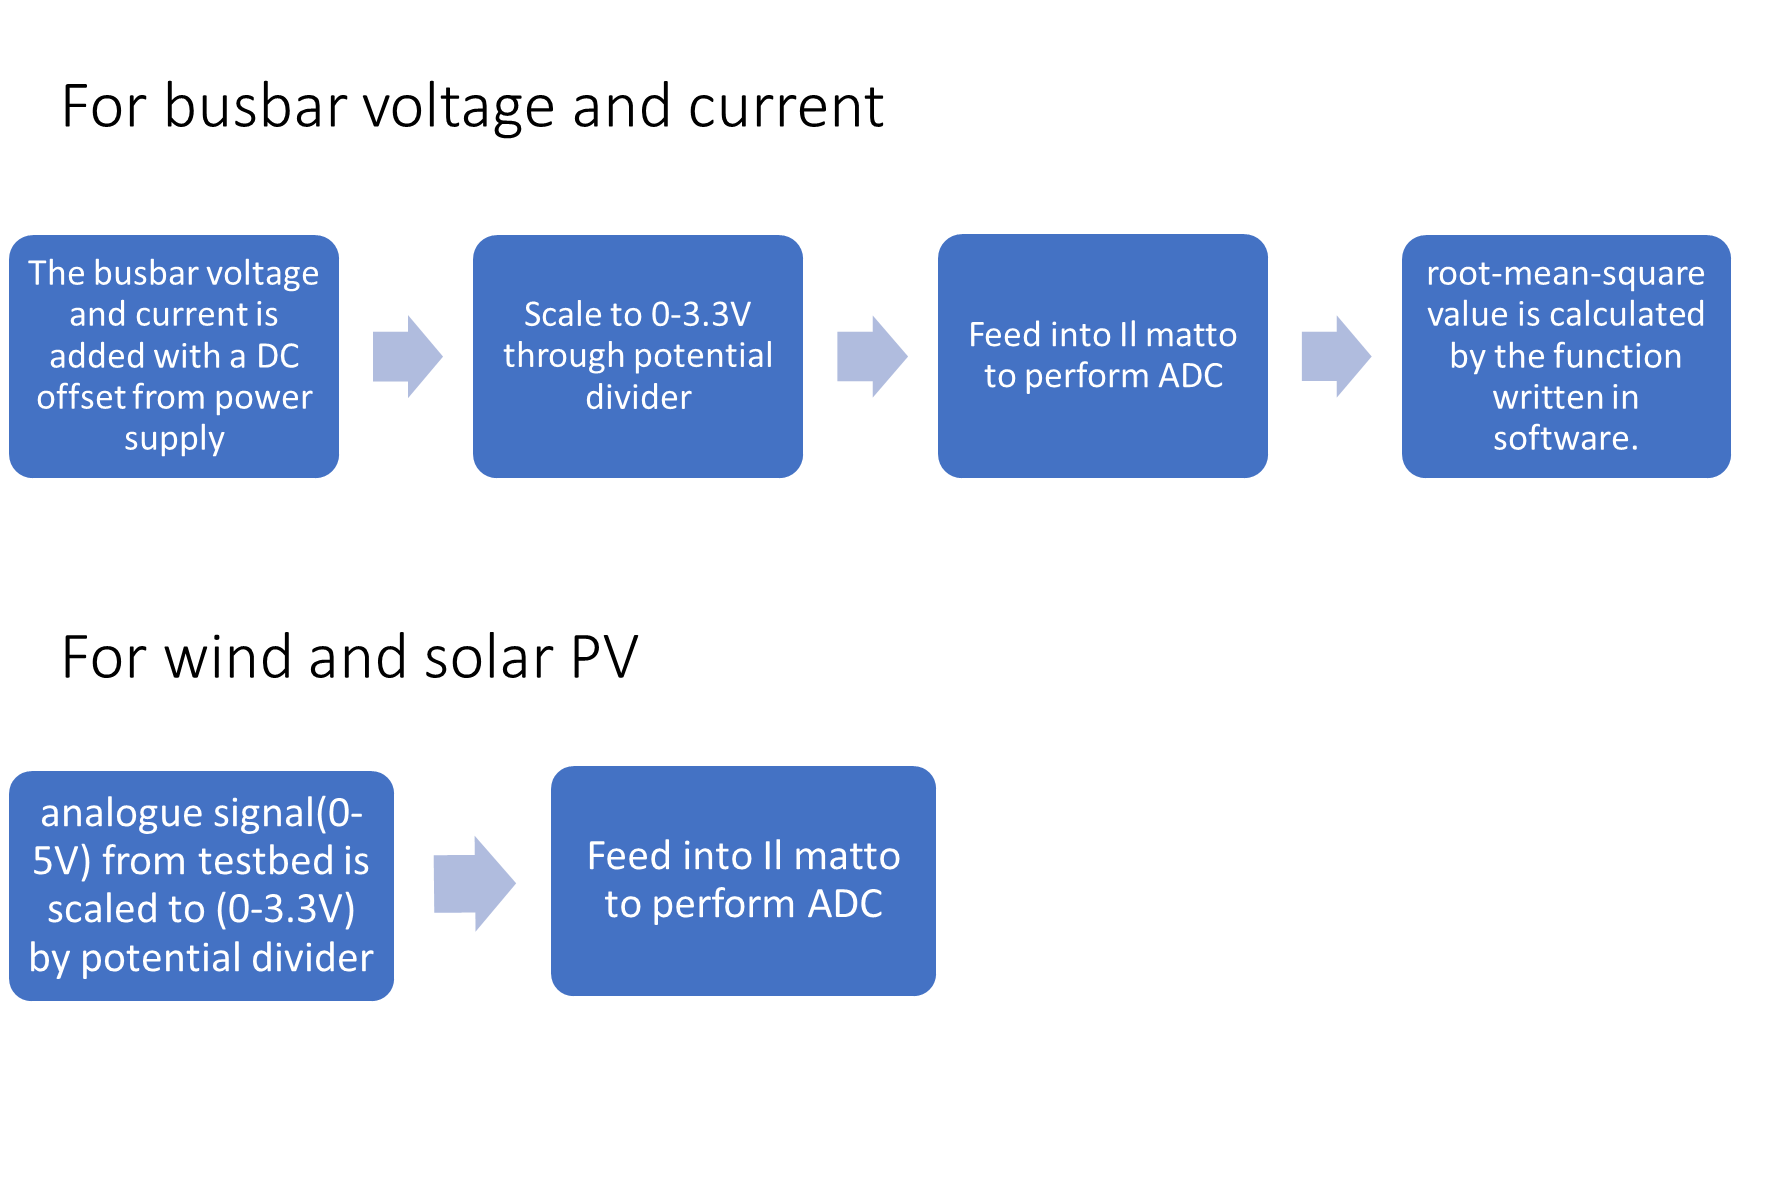 For busbar voltage and current
The busbar voltage
and current is
added with a DC
offset from power
supply
Scale to 0-3.3V
through potential
divider
Feed into Il matto
to perform ADC
root-mean-square
value is calculated
by the function
written in
software.
For wind and solar PV
analogue signal(0-
5V) from testbed is
scaled to (0-3.3V)
by potential divider
Feed into Il matto
to perform ADC